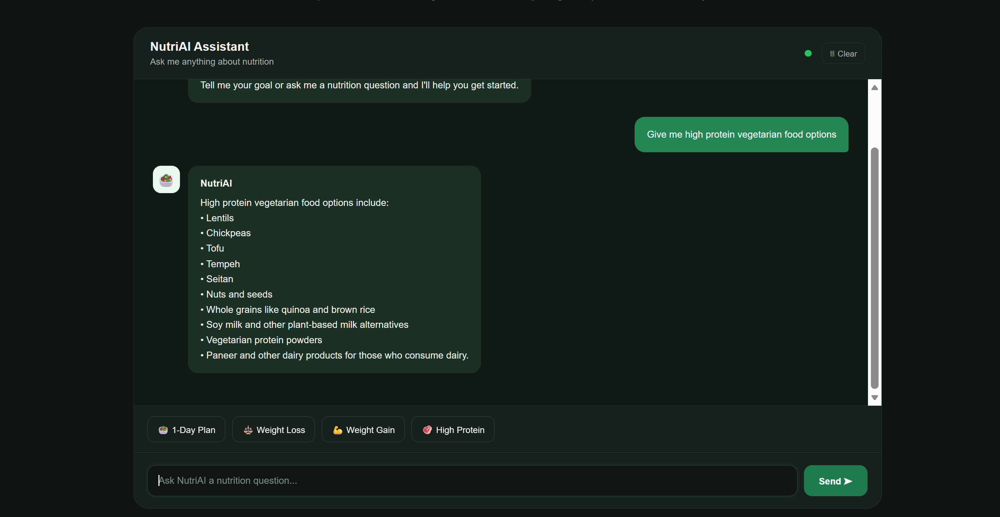 NutriAI Assistant
Ask me anything about nutrition
Clear
Tell me your goal or ask me a nutrition question and I'll help you get started.
Give me high protein vegetarian food options
NutriAI
High protein vegetarian food options include:
• Lentils
• Chickpeas
• Tofu
• Tempeh
• Seitan
• Nuts and seeds
• Whole grains like quinoa and brown rice
• Soy milk and other plant-based milk alternatives
• Vegetarian protein powders
• Paneer and other dairy products for those who consume dairy.
1-Day Plan
Weight Loss
Weight Gain
High Protein
Ask NutriAI a nutrition question...
Send ➤